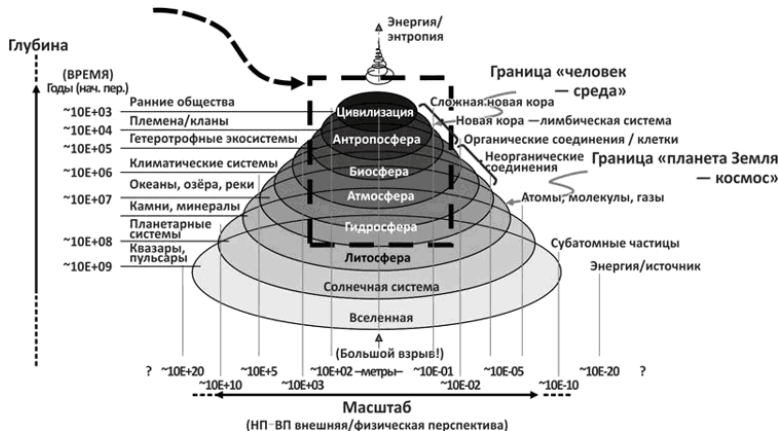 Энергия/
энтропия
Глубина
(ВРЕМЯ)
Годы (нач. пер.)
Граница «человек
— среда»
Ранние общества
~10E+03
Племена/кланы
~10E+04
Гетеротрофные экосистемы
~10E+05
Климатические системы
~10E+06
Океаны, озёра, реки
~10E+07
Камни, минералы
Планетарные
системы
~10E+08
Квазары,
пульсары
~10E+09
Цивилизация
Антропосфера
Биосфера
Атмосфера
Гидросфера
Литосфера
Солнечная система
Вселенная
Сложная новая кора
Новая кора —лимбическая система
Органические соединения / клетки
Неорганические
соединения
Граница «планета Земля
— космос»
Атомы, молекулы, газы
Субатомные частицы
Энергия/источник
(Большой взрыв!)
? ~10E+20 ~10E+5 ~10E+02 —метры— ~10E-01 ~10E-05 ~10E-20 ?
~10E+10 ~10E+03 ~10E-02 ~10E-10
Масштаб
(НП–ВП внешняя/физическая перспектива)